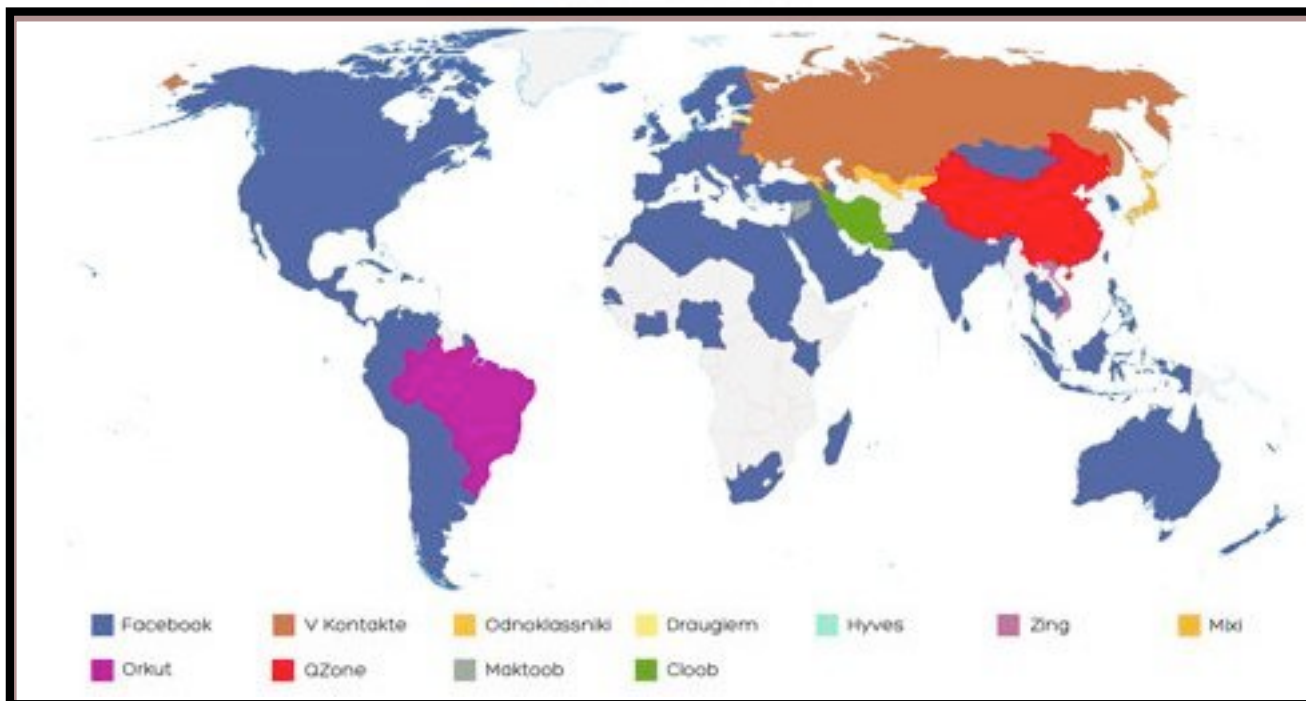 Facebook V Kontakte Odnoklassniki Draugiem Hyves Zing Mixi
Orkut QZone Maktoob Cloob